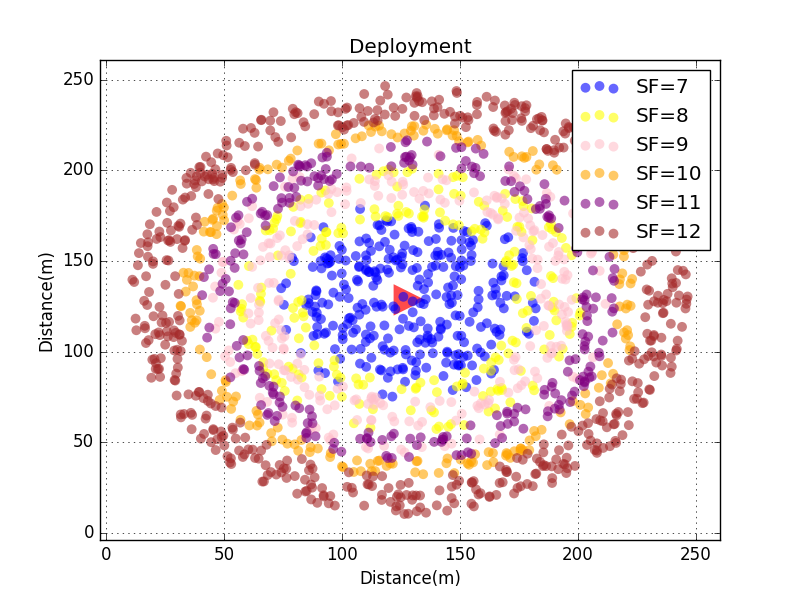 Deployment
250
200
150
100
50
0
Distance(m)
SF=7
SF=8
SF=9
SF=10
SF=11
SF=12
0 50 100 150 200 250
Distance(m)